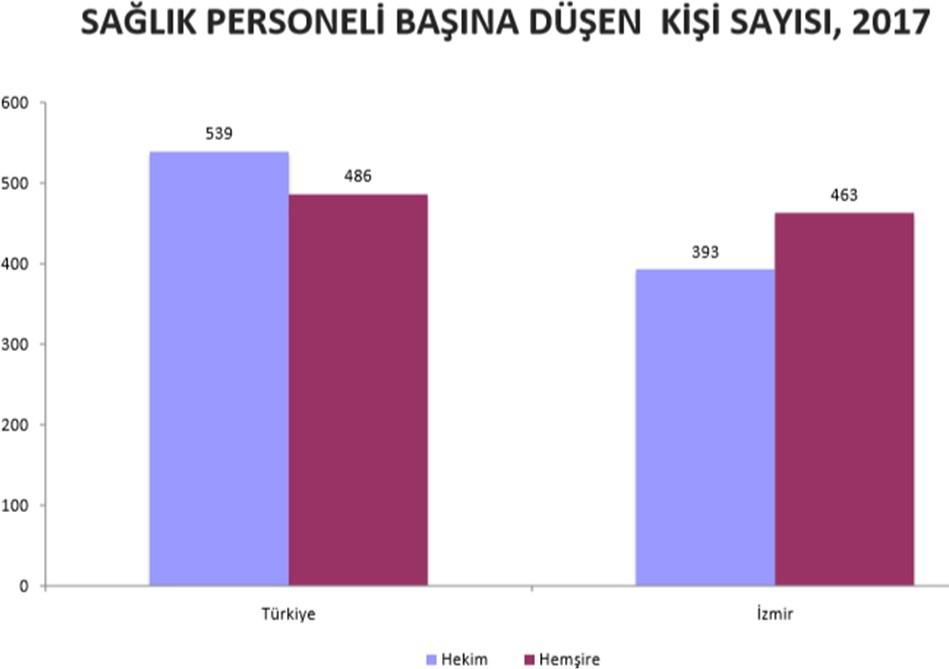 SAĞLIK PERSONELİ BAŞINA DÜŞEN KİŞİ SAYISI, 2017
600
500
400
300
200
100
0
539
486
393
463
Türkiye
İzmir
Hekim
Hemşire